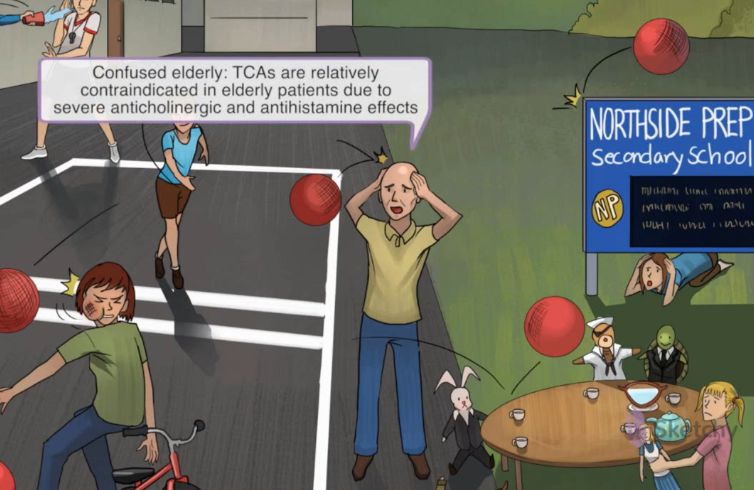 Confused elderly: TCAs are relatively
contraindicated in elderly patients due to
severe anticholinergic and antihistamine effects
NORTHSIDE PREP
Secondary School
NP
Sketchy